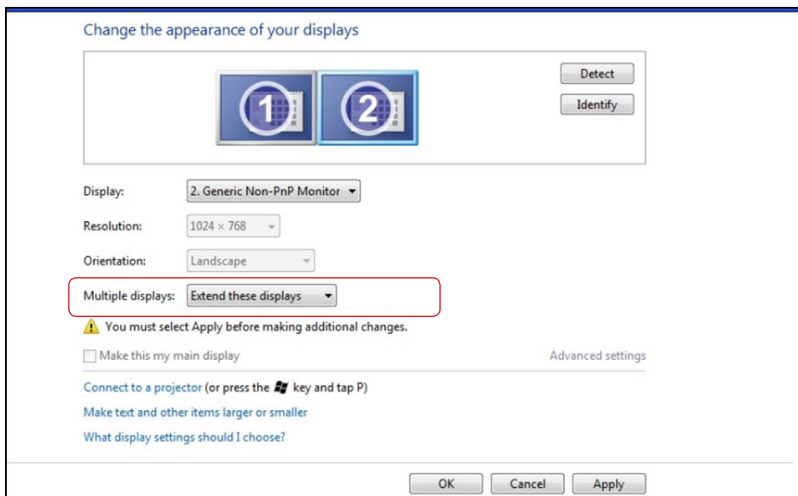 Change the appearance of your displays
1
2
Detect
Identify
Display:
2. Generic Non-PnP Monitor
Resolution:
1024 × 768
Orientation:
Landscape
Multiple displays:
Extend these displays
You must select Apply before making additional changes.
Make this my main display
Advanced settings
Connect to a projector (or press the key and tap P)
Make text and other items larger or smaller
What display settings should I choose?
OK
Cancel
Apply